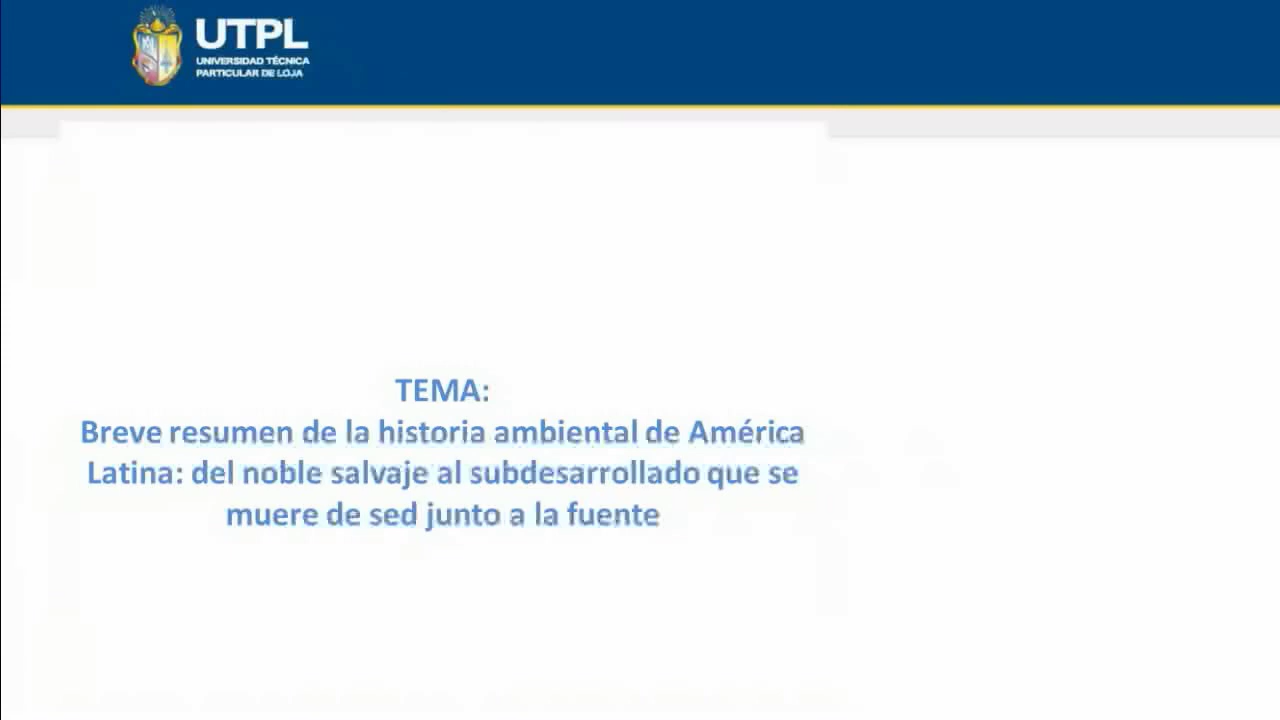 UTPL
UNIVERSIDAD TÉCNICA
PARTICULAR DE LOJA
TEMA:
Breve resumen de la historia ambiental de América
Latina: del noble salvaje al subdesarrollado que se
muere de sed junto a la fuente